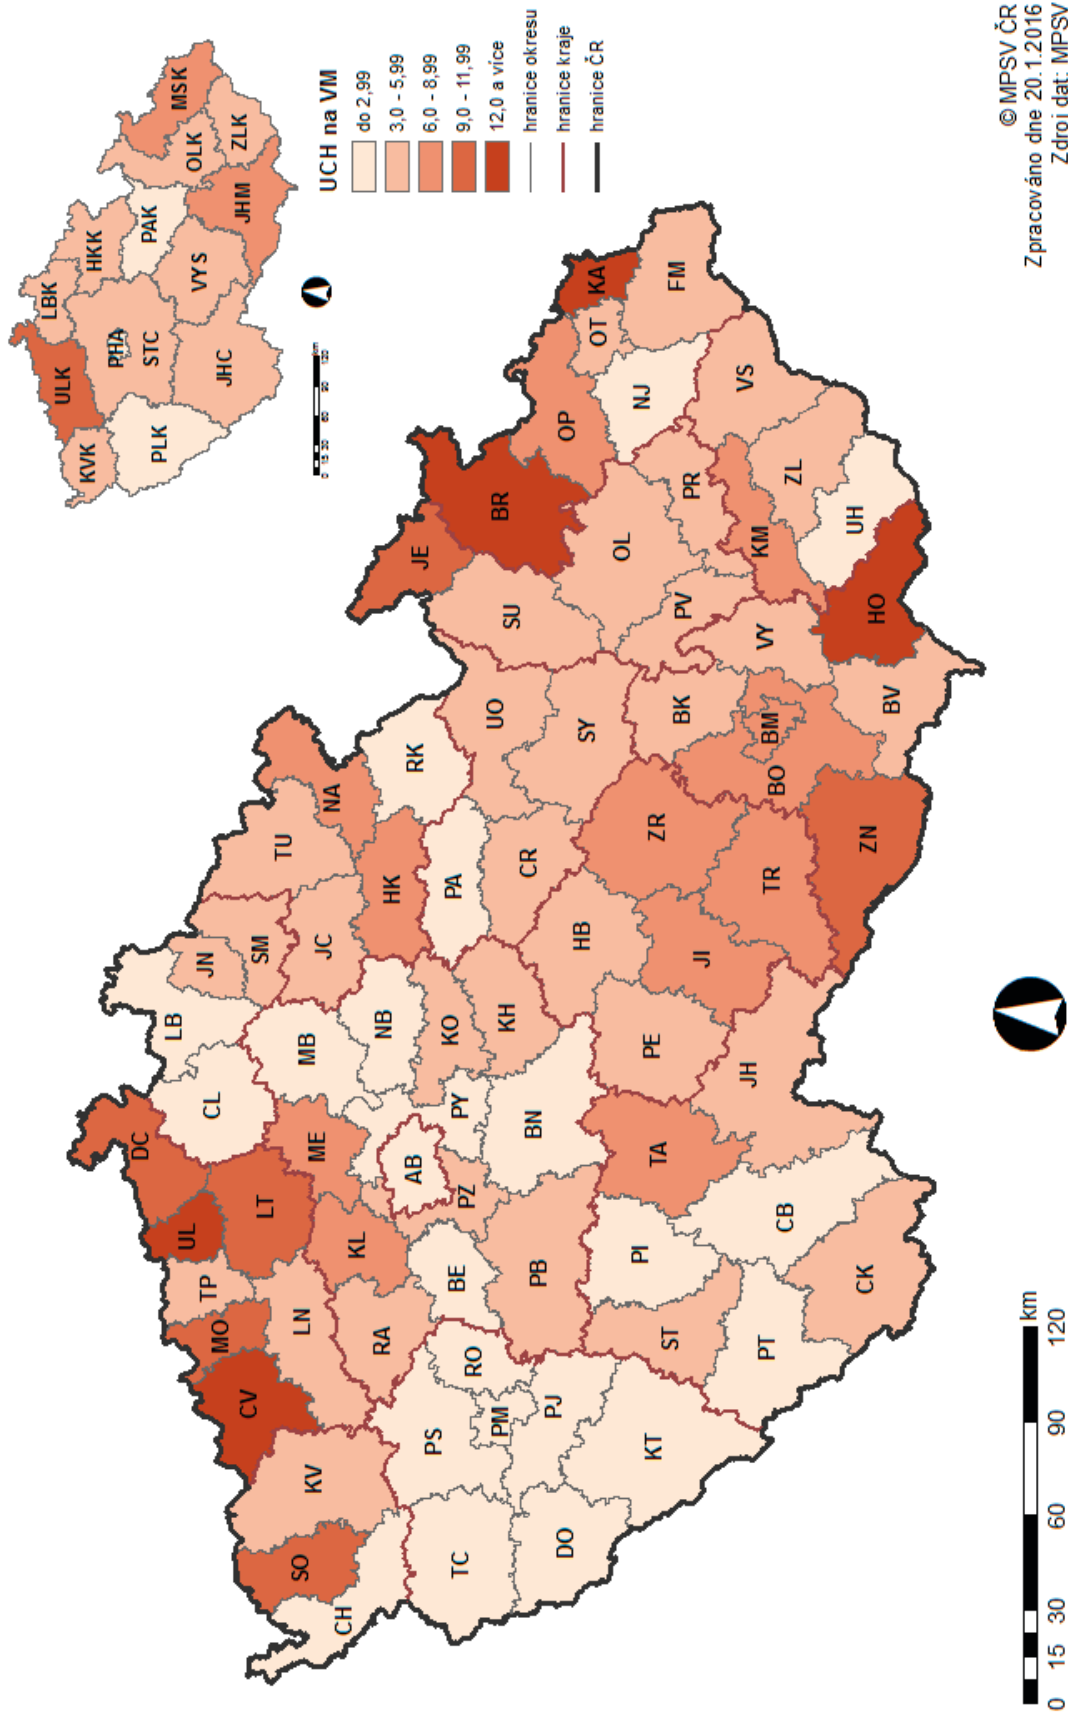 MSK
OLK
ZLK
HKK
PAK
JHM
LBK
VYS
PHA
STC
ULK
JHC
KVK
PLK
0 15 30 60 90 120
km
UCH na VM
do 2,99
3,0 - 5,99
6,0 - 8,99
9,0 - 11,99
12,0 a více
hranice okresu
hranice kraje
hranice ČR
DC
LB
JN
SM
TU
NA
UL
CL
TP
LT
MO
CV
LN
ME
MB
JC
HK
RK
JE
BR
SO
KV
RA
KL
AB
NB
KO
PA
UO
SU
OP
OT
KA
CH
PS
RO
BE
PZ
PY
KH
CR
SY
OL
NJ
FM
TC
PM
PJ
PB
BN
HB
ZR
BK
PV
PR
VS
DO
KT
ST
PI
TA
PE
JI
TR
BO
BM
VY
KM
ZL
PT
CB
JH
ZN
BV
HO
UH
CK
0 15 30 60 90 120
km
© MPSV ČR
Zpracováno dne 20.1.2016
Zdroj dat: MPSV